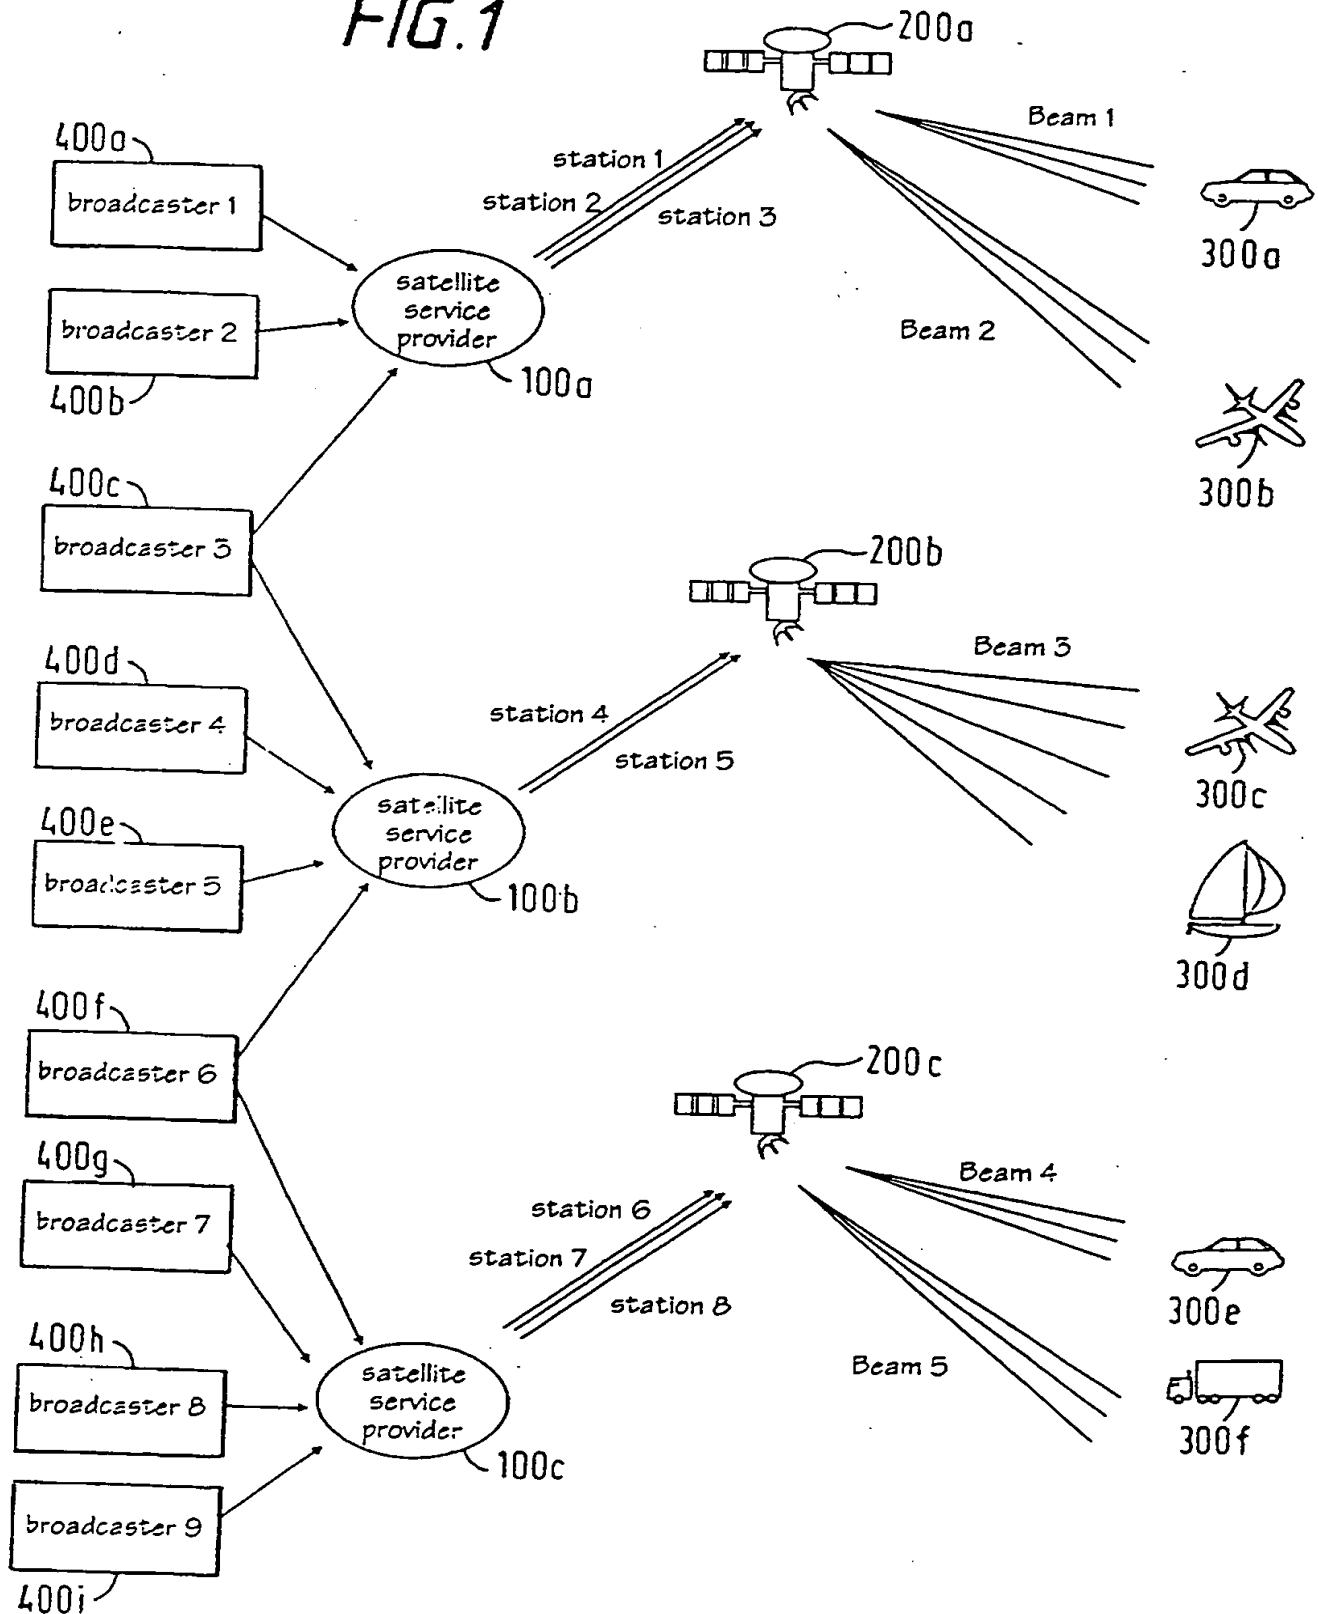 FIG.1
200a
Beam 1
400a
station 1
broadcaster 1
station 2
station 3
300a
satellite
service
provider
broadcaster 2
Beam 2
100a
400b
400c
300b
broadcaster 3
200b
Beam 3
400d
station 4
broadcaster 4
station 5
300c
satellite
service
provider
400e
broadcaster 5
100b
300d
400f
200c
broadcaster 6
400g
Beam 4
station 6
broadcaster 7
station 7
station 8
300e
400h
Beam 5
satellite
service
provider
broadcaster 8
300f
100c
broadcaster 9
400i